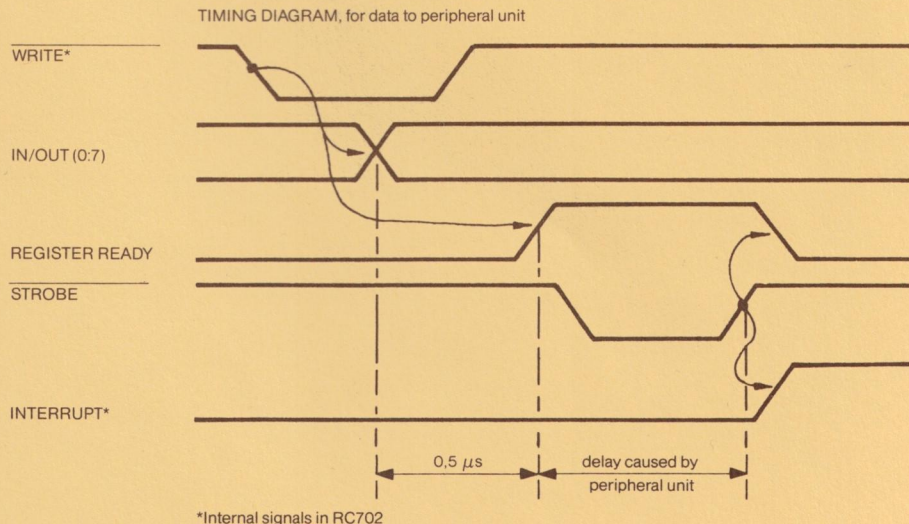 TIMING DIAGRAM, for data to peripheral unit
WRITE*
IN/OUT (0:7)
REGISTER READY
STROBE
INTERRUPT*
0,5 μs
delay caused by
peripheral unit
*Internal signals in RC702